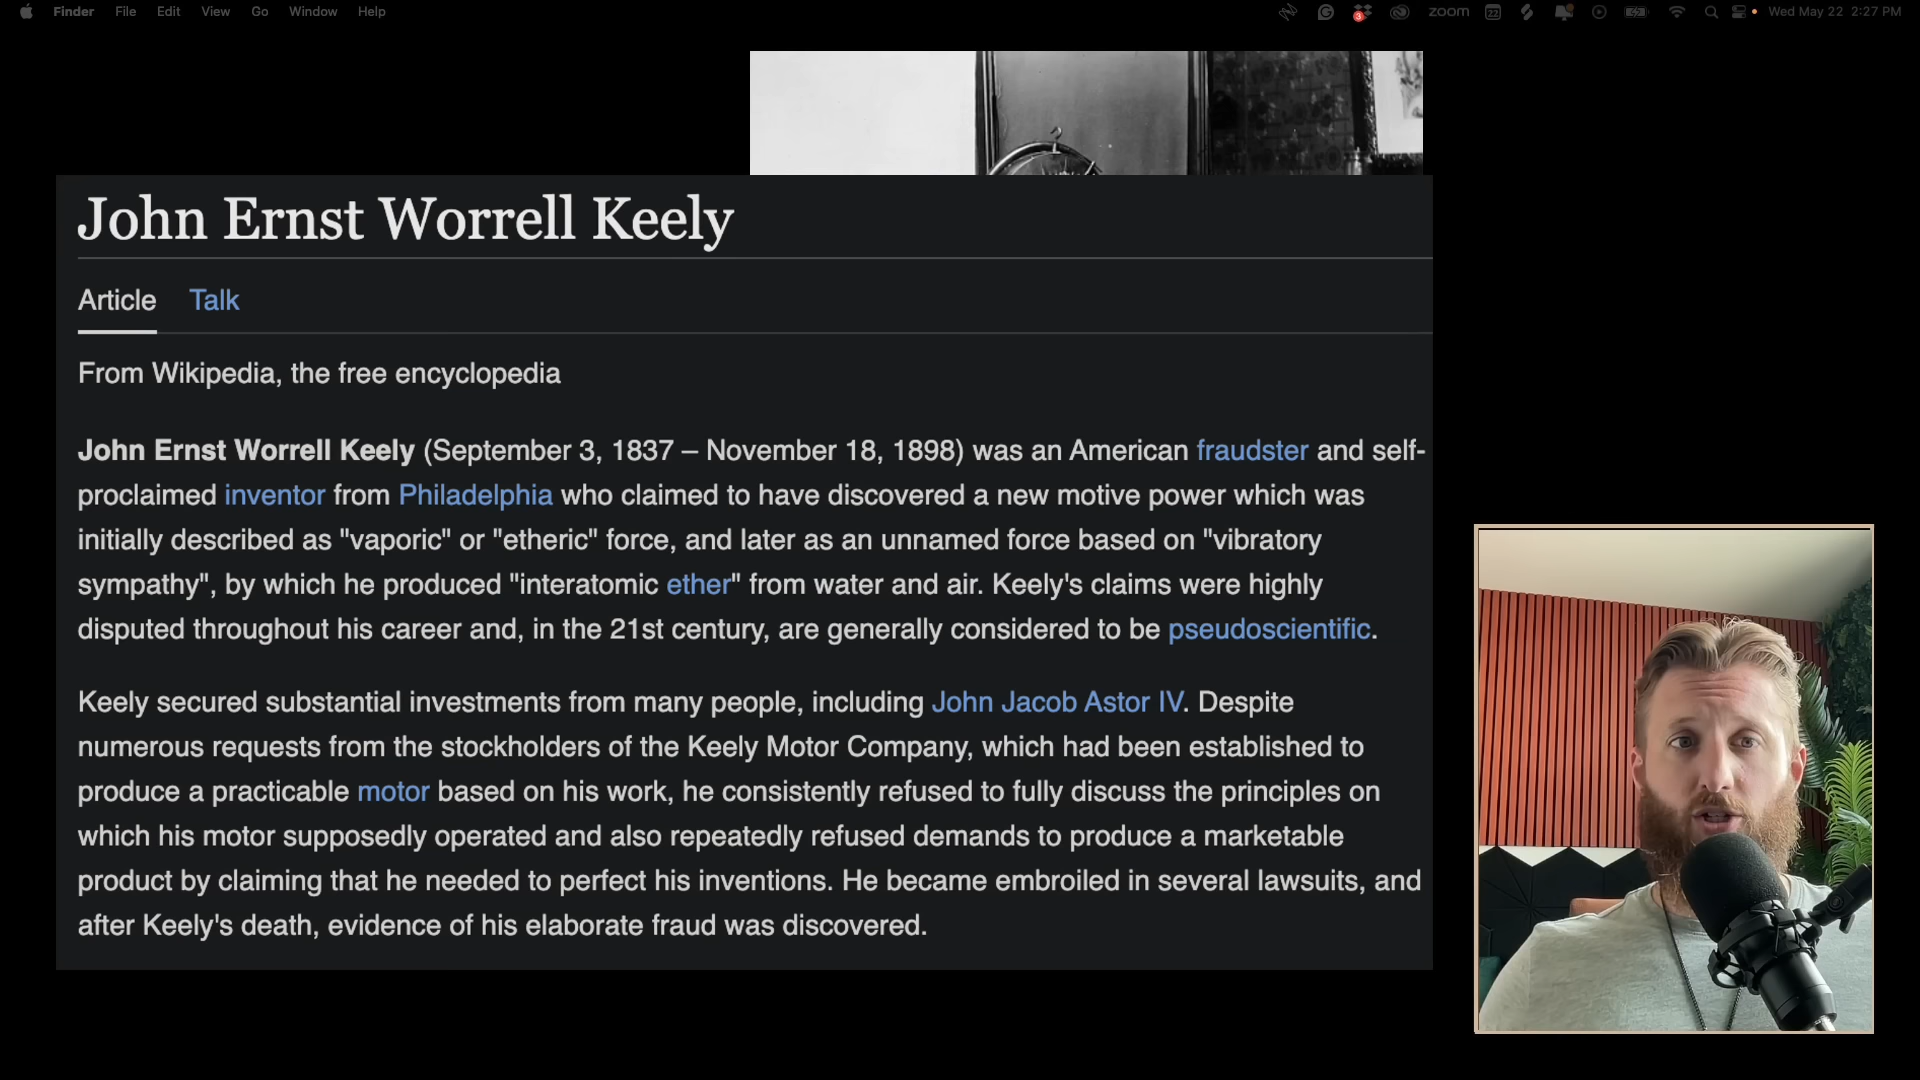 Finder File Edit View Go Window Help
3 zoom 22 Wed May 22 2:27 PM
John Ernst Worrell Keely
Article Talk
From Wikipedia, the free encyclopedia
John Ernst Worrell Keely (September 3, 1837 – November 18, 1898) was an American fraudster and self-
proclaimed inventor from Philadelphia who claimed to have discovered a new motive power which was
initially described as "vaporic" or "etheric" force, and later as an unnamed force based on "vibratory
sympathy", by which he produced "interatomic ether" from water and air. Keely's claims were highly
disputed throughout his career and, in the 21st century, are generally considered to be pseudoscientific.
Keely secured substantial investments from many people, including John Jacob Astor IV. Despite
numerous requests from the stockholders of the Keely Motor Company, which had been established to
produce a practicable motor based on his work, he consistently refused to fully discuss the principles on
which his motor supposedly operated and also repeatedly refused demands to produce a marketable
product by claiming that he needed to perfect his inventions. He became embroiled in several lawsuits, and
after Keely's death, evidence of his elaborate fraud was discovered.